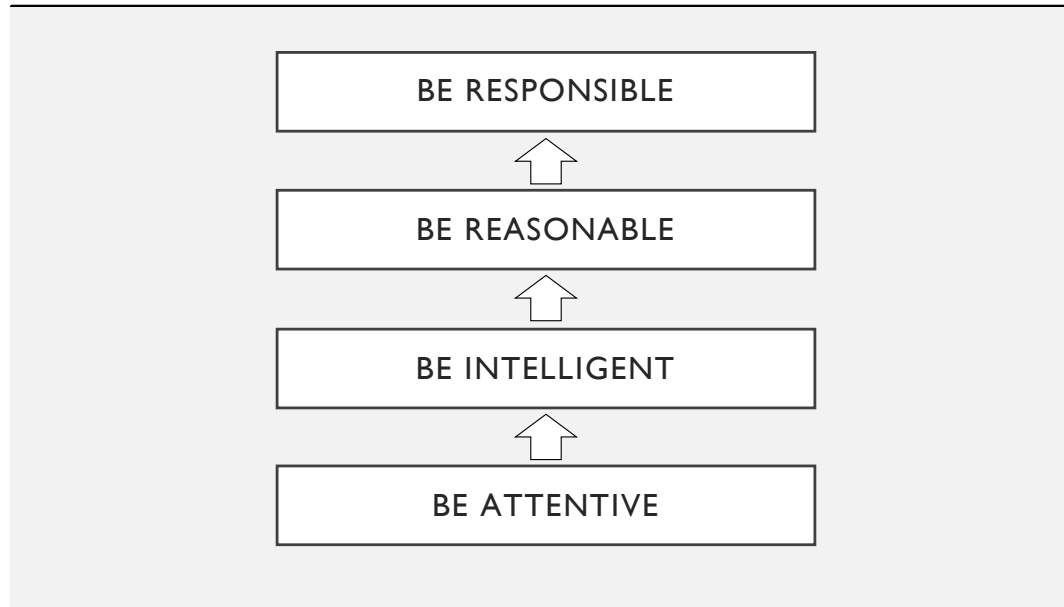 BE RESPONSIBLE
BE REASONABLE
BE INTELLIGENT
BE ATTENTIVE